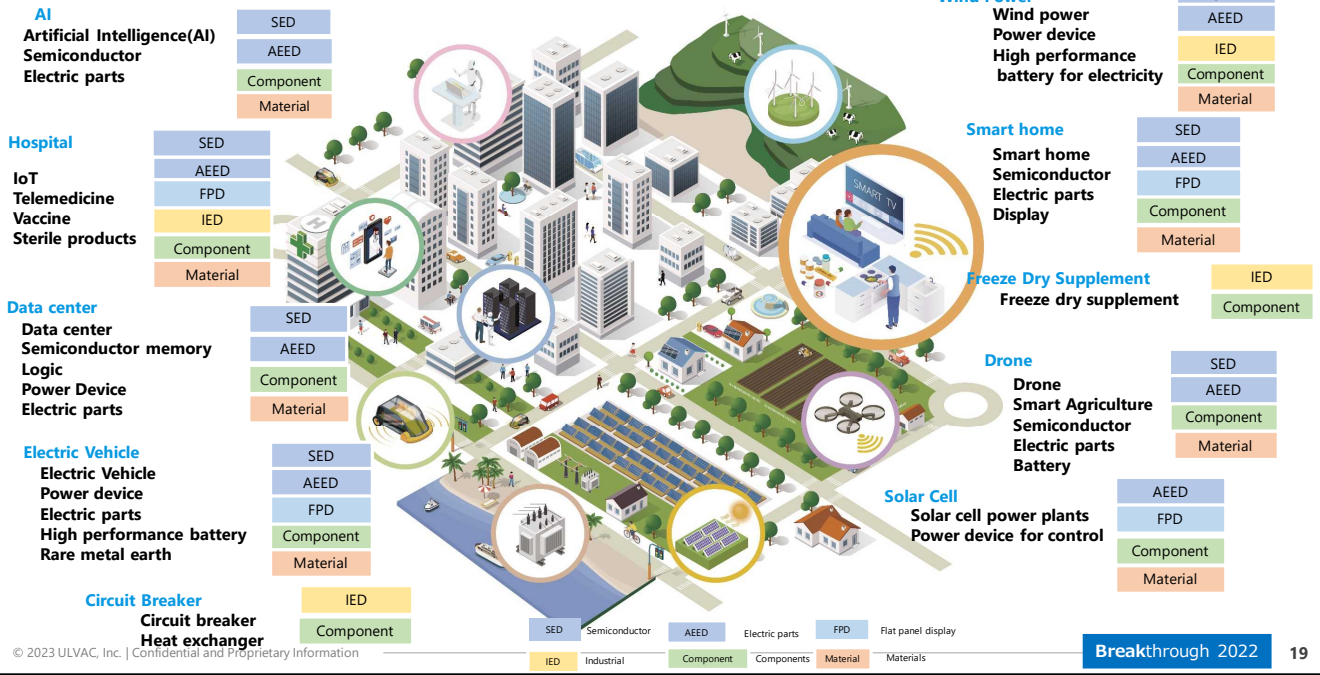 AI
Artificial Intelligence(AI)
Semiconductor
Electric parts
SED
AEED
Component
Material
Hospital
IoT
Telemedicine
Vaccine
Sterile products
SED
AEED
FPD
IED
Component
Material
Data center
Data center
Semiconductor memory
Logic
Power Device
Electric parts
SED
AEED
Component
Material
Electric Vehicle
Electric Vehicle
Power device
Electric parts
High performance battery
Rare metal earth
SED
AEED
FPD
Component
Material
Circuit Breaker
Circuit breaker
Heat exchanger
IED
Component
SMART TV
H
Wind Power
Wind power
Power device
High performance
battery for electricity
AEED
IED
Component
Material
Smart home
Smart home
Semiconductor
Electric parts
Display
SED
AEED
FPD
Component
Material
Freeze Dry Supplement
Freeze dry supplement
IED
Component
Drone
Drone
Smart Agriculture
Semiconductor
Electric parts
Battery
SED
AEED
Component
Material
Solar Cell
Solar cell power plants
Power device for control
AEED
FPD
Component
Material
SED Semiconductor AEED Electric parts FPD Flat panel display
IED Industrial Component Components Material Materials
© 2023 ULVAC, Inc. | Confidential and Proprietary Information
Breakthrough 2022 19